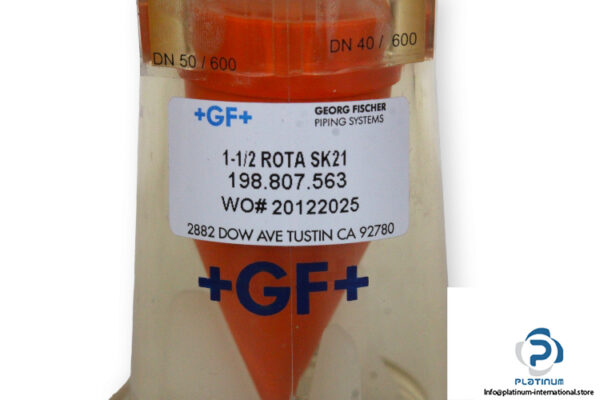 DN 50 / 600
DN 40 / 600
+GF+
GEORG FISCHER
PIPING SYSTEMS
1-1/2 ROTA SK21
198.807.563
WO# 20122025
2882 DOW AVE TUSTIN CA 92780
+GF+
PLATINUM
Info@platinum-international.store